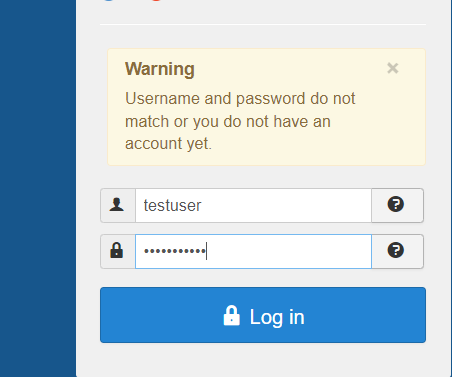 Warning
×
Username and password do not
match or you do not have an
account yet.
testuser
•••••••••••
Log in